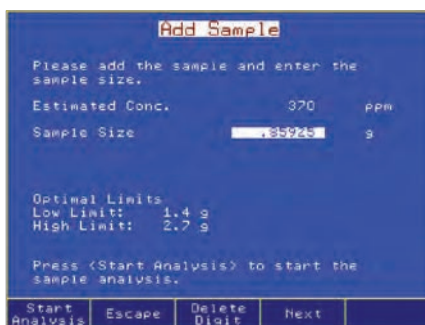 Add Sample
Please add the sample and enter the
sample size.
Estimated Conc. 370 ppm
Sample Size .85925 g
Optimal Limits
Low Limit: 1.4 g
High Limit: 2.7 g
Press <Start Analysis> to start the
sample analysis.
Start Analysis Escape Delete Digit Next